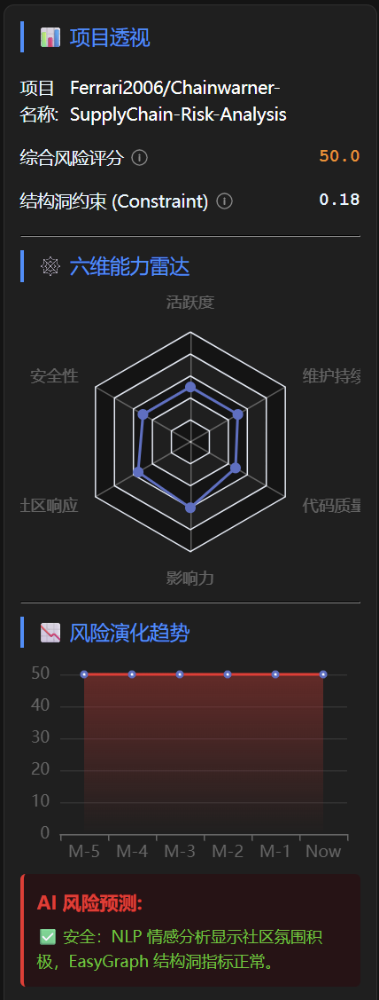 📊 项目透视
项目 Ferrari2006/Chainwarner-
名称: SupplyChain-Risk-Analysis
综合风险评分 ⓘ 50.0
结构洞约束 (Constraint) ⓘ 0.18
🕸 六维能力雷达
活跃度
安全性 维护持续
社区响应 代码质量
影响力
📉 风险演化趋势
50
40
30
20
10
0
M-5 M-4 M-3 M-2 M-1 Now
AI 风险预测:
✅ 安全：NLP 情感分析显示社区氛围积
极，EasyGraph 结构洞指标正常。